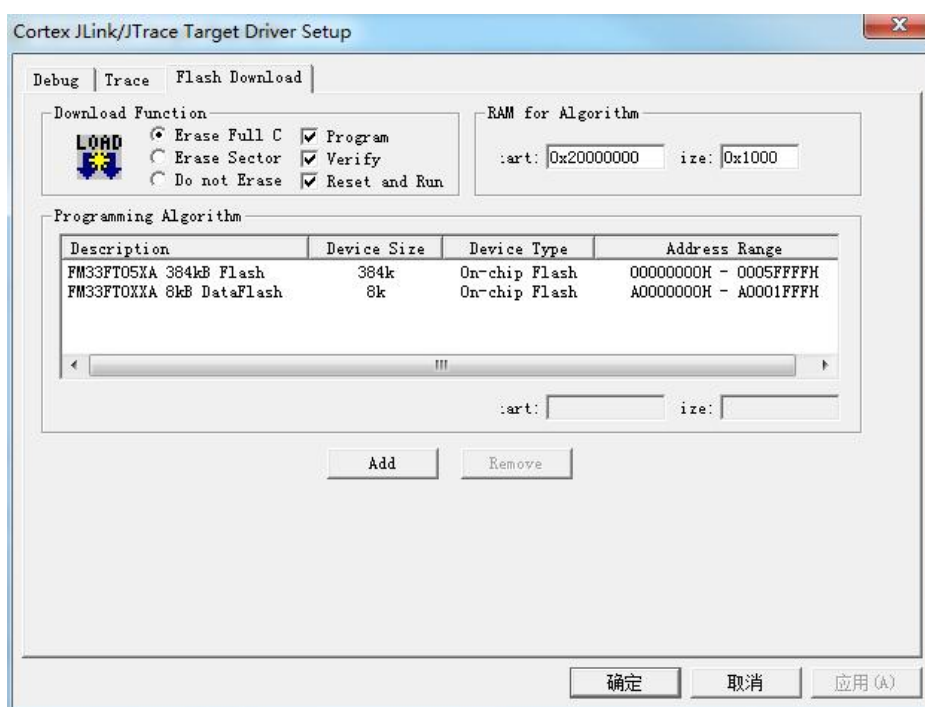 Cortex JLink/JTrace Target Driver Setup
Debug Trace Flash Download
Download Function
LOAD
Erase Full C
Erase Sector
Do not Erase
Program
Verify
Reset and Run
RAM for Algorithm
:art: 0x20000000 ize: 0x1000
Programming Algorithm
Description Device Size Device Type Address Range
FM33FT05XA 384kB Flash 384k On-chip Flash 00000000H - 0005FFFFH
FM33FT0XXA 8kB DataFlash 8k On-chip Flash A0000000H - A0001FFFH
:art: ize:
Add Remove
确定 取消 应用(A)